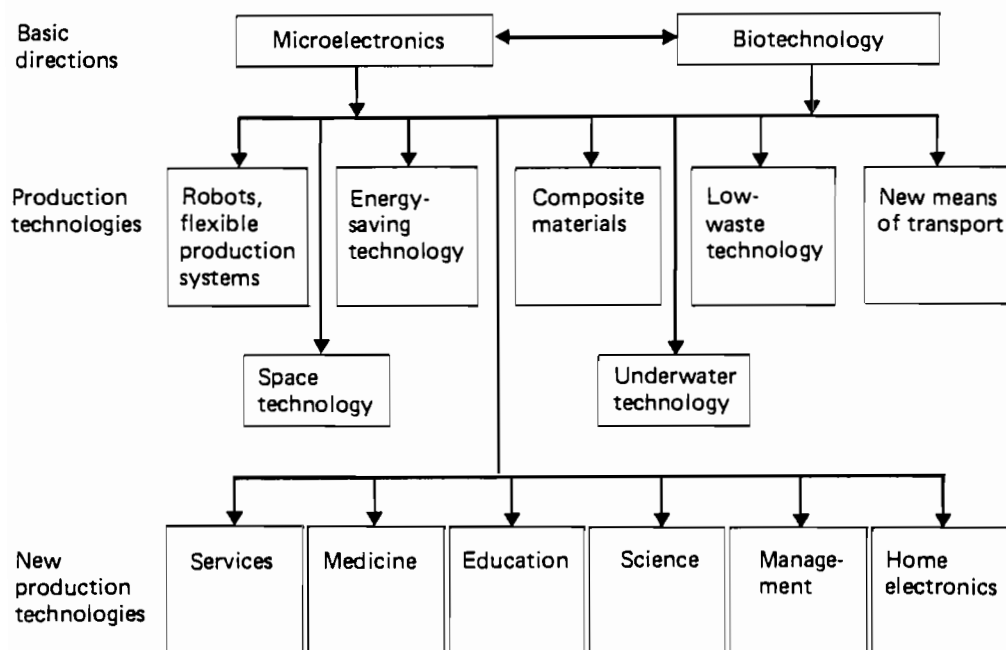 Basic
directions
Microelectronics
Biotechnology
Production
technologies
Robots,
flexible
production
systems
Energy-
saving
technology
Composite
materials
Low-
waste
technology
New means
of transport
Space
technology
Underwater
technology
New
production
technologies
Services
Medicine
Education
Science
Manage-
ment
Home
electronics